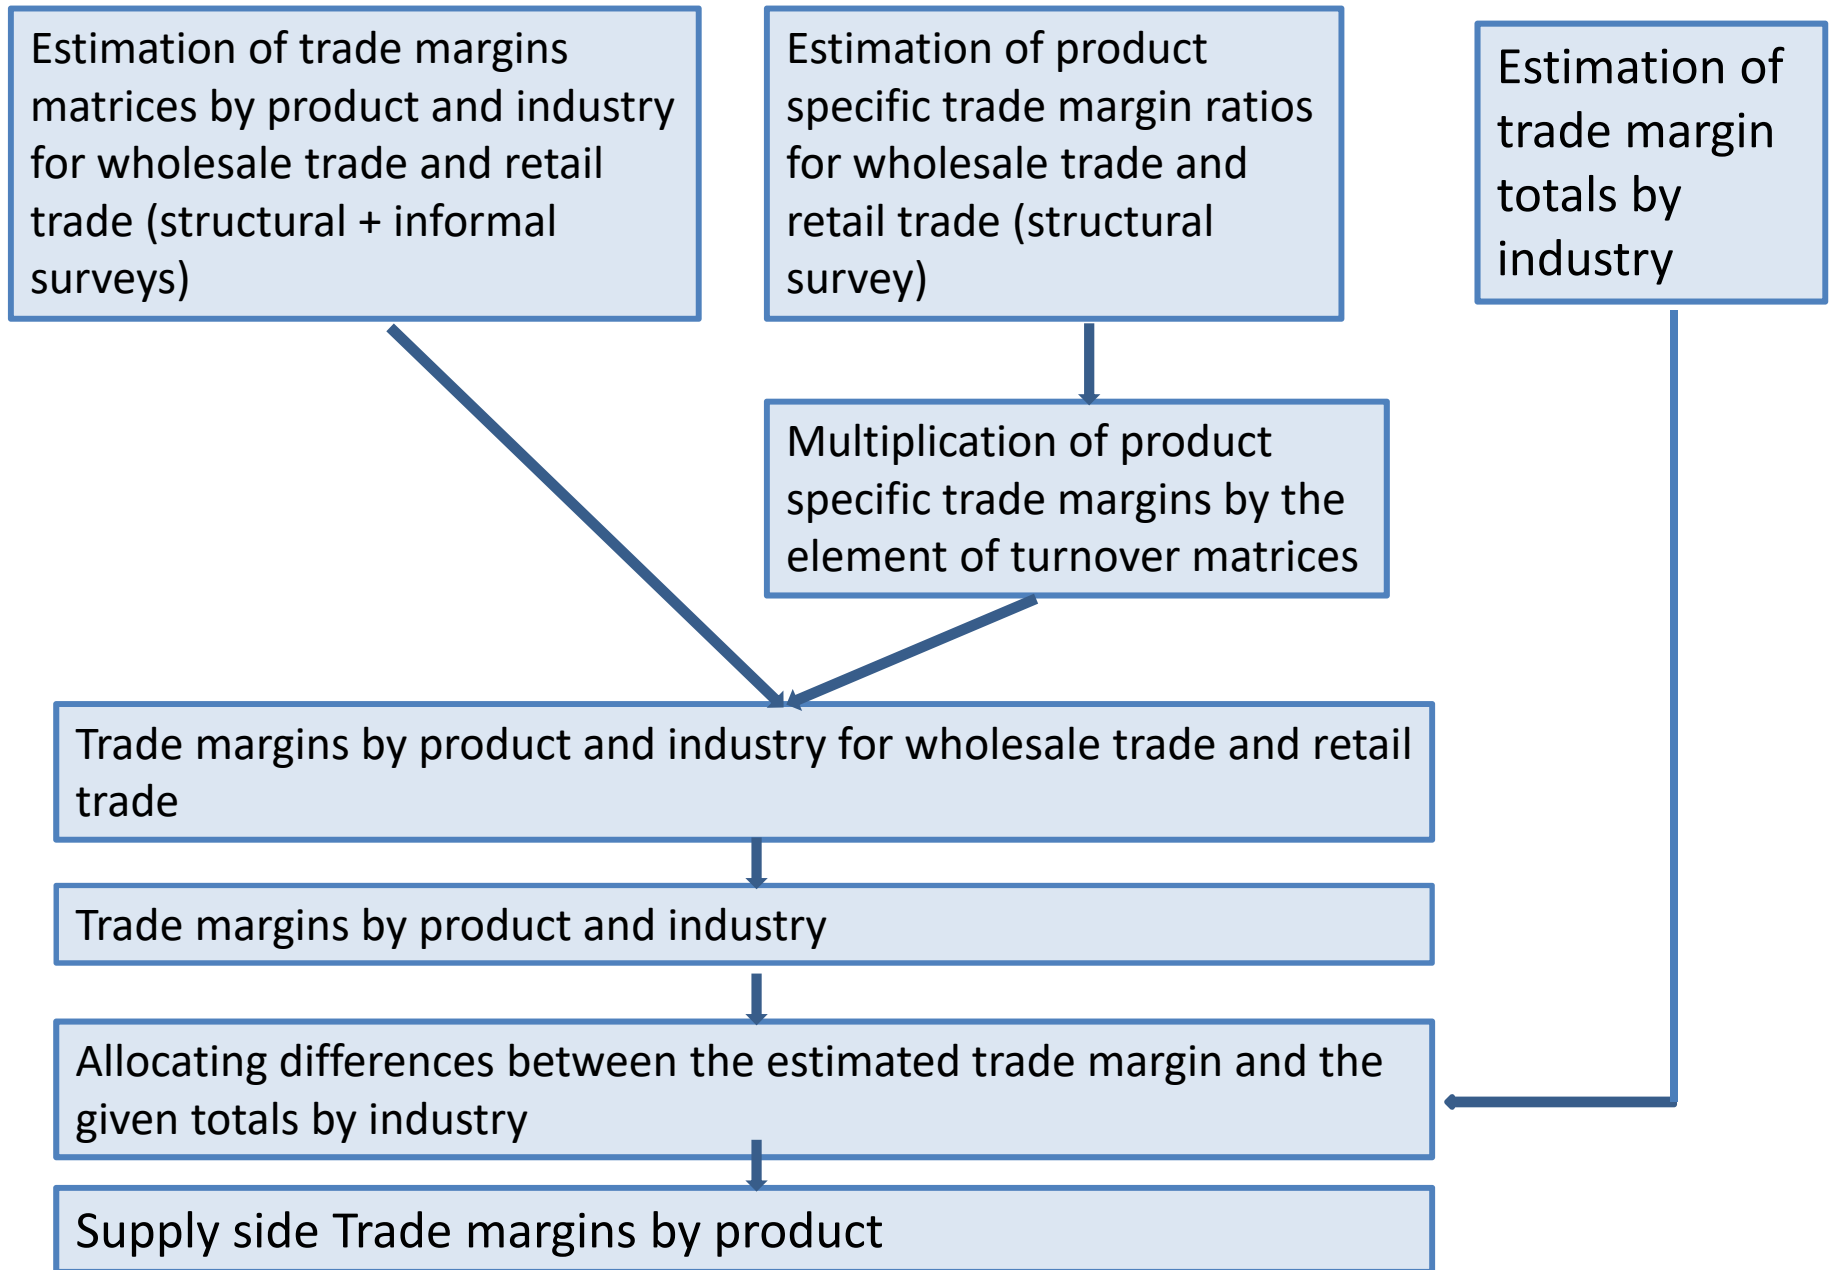 Estimation of trade margins
matrices by product and industry
for wholesale trade and retail
trade (structural + informal
surveys)
Estimation of product
specific trade margin ratios
for wholesale trade and
retail trade (structural
survey)
Estimation of
trade margin
totals by
industry
Multiplication of product
specific trade margins by the
element of turnover matrices
Trade margins by product and industry for wholesale trade and retail
trade
Trade margins by product and industry
Allocating differences between the estimated trade margin and the
given totals by industry
Supply side Trade margins by product